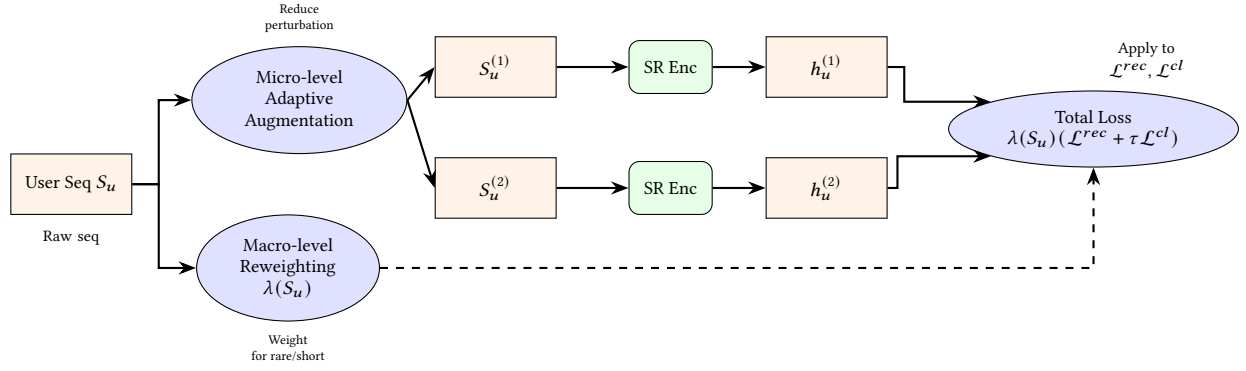 Reduce
perturbation
Micro-level
Adaptive
Augmentation
User Seq S_u
Raw seq
Macro-level
Reweighting
λ(S_u)
Weight
for rare/short
S_u^{(1)}
SR Enc
h_u^{(1)}
S_u^{(2)}
SR Enc
h_u^{(2)}
Apply to
ℒ^{rec}, ℒ^{cl}
Total Loss
λ(S_u)(ℒ^{rec} + τℒ^{cl})